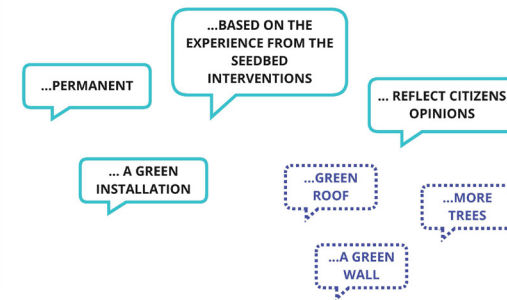 ...BASED ON THE
EXPERIENCE FROM THE
SEEDBED
INTERVENTIONS
...PERMANENT
... REFLECT CITIZENS
OPINIONS
... A GREEN
INSTALLATION
...GREEN
ROOF
...MORE
TREES
...A GREEN
WALL